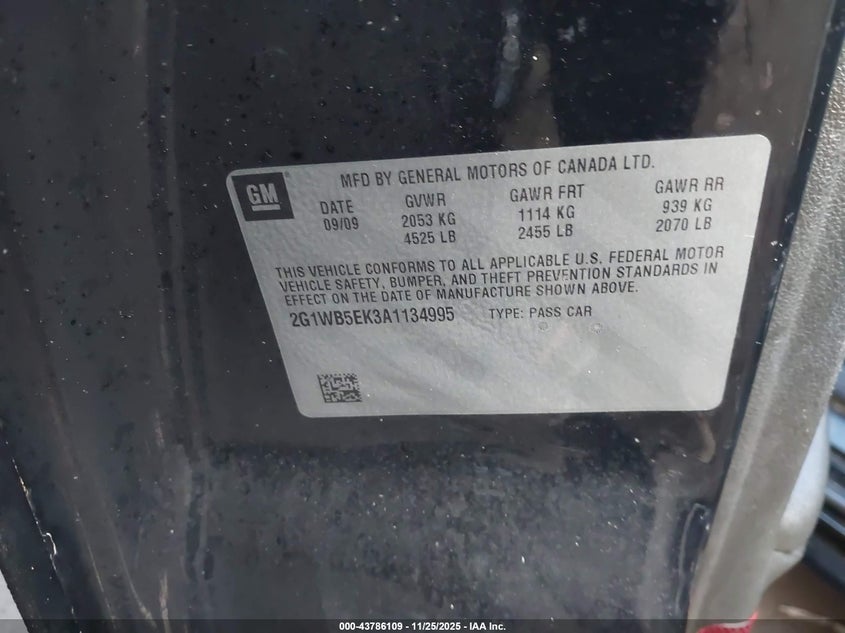 GM
MFD BY GENERAL MOTORS OF CANADA LTD.
DATE GVWR GAWR FRT GAWR RR
09/09 2053 KG 1114 KG 939 KG
4525 LB 2455 LB 2070 LB
THIS VEHICLE CONFORMS TO ALL APPLICABLE U.S. FEDERAL MOTOR
VEHICLE SAFETY, BUMPER, AND THEFT PREVENTION STANDARDS IN
EFFECT ON THE DATE OF MANUFACTURE SHOWN ABOVE.
2G1WB5EK3A1134995 TYPE: PASS CAR
000-43786109 - 11/25/2025 - IAA Inc.